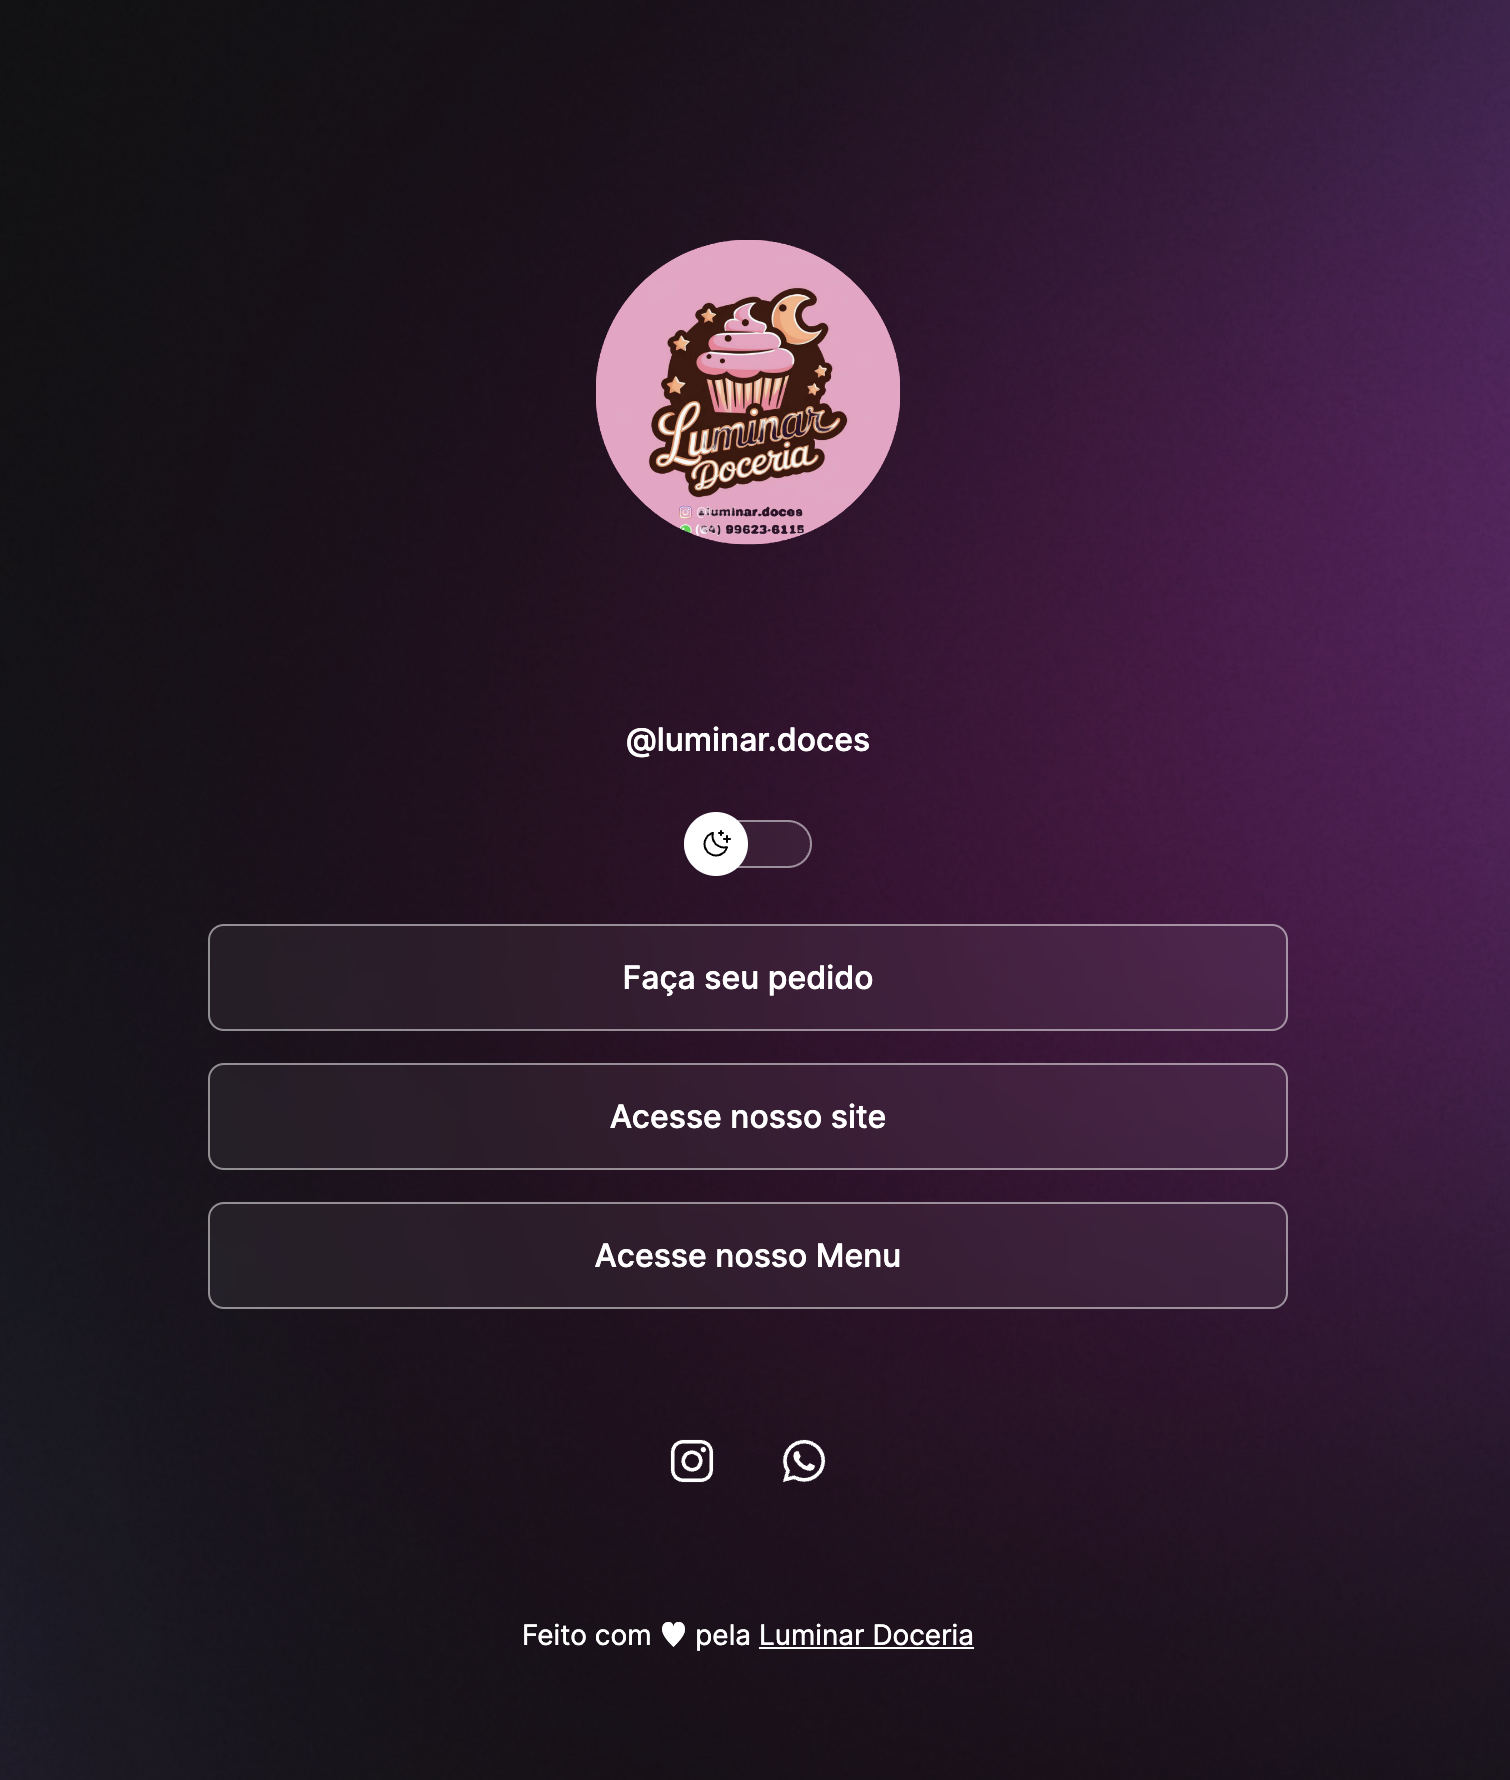 Luminar
Doceria
@luminar.doces
99623-6115
@luminar.doces
Faça seu pedido
Acesse nosso site
Acesse nosso Menu
Feito com ♥ pela Luminar Doceria